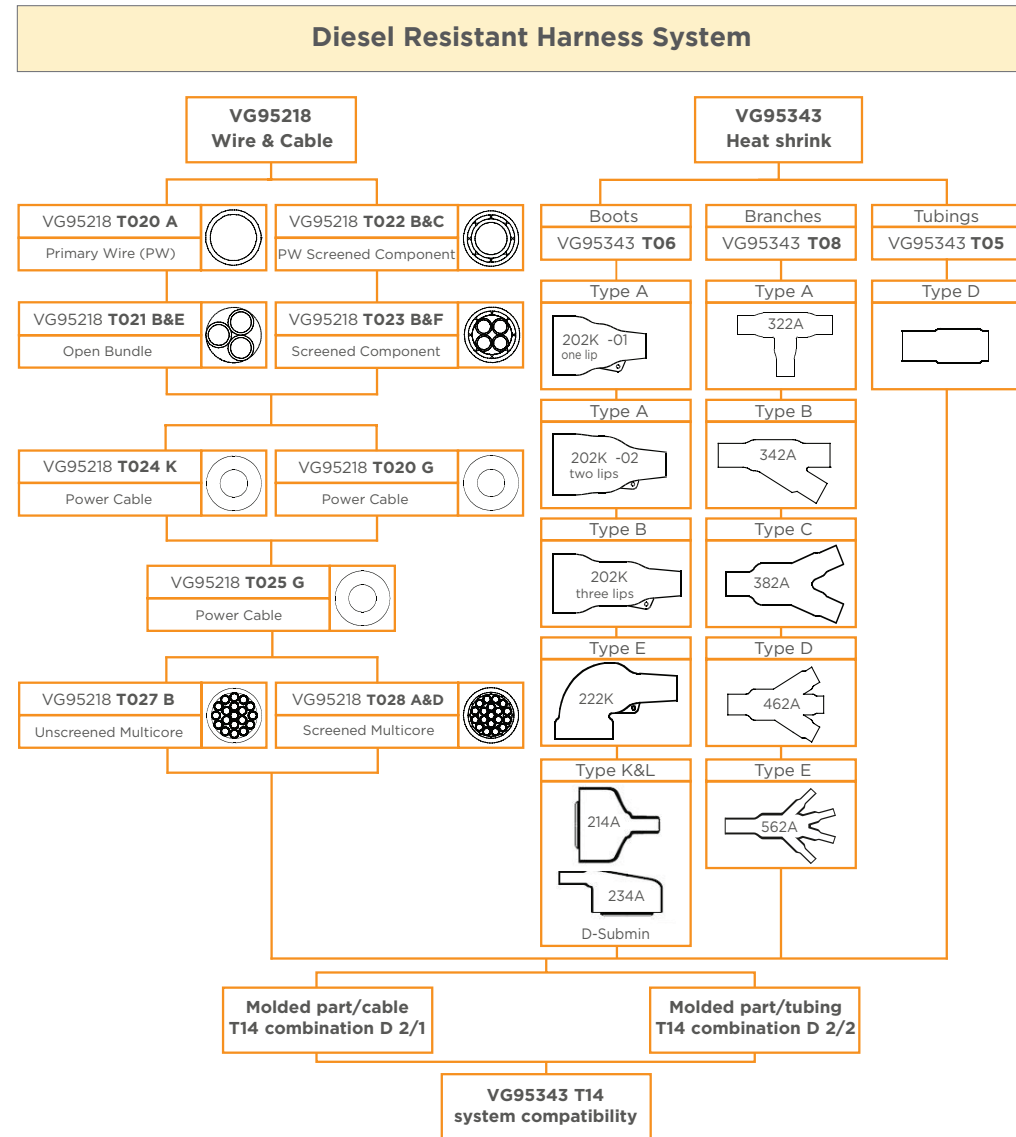 Diesel Resistant Harness System
VG95218
Wire & Cable
VG95218 T020 A
Primary Wire (PW)
VG95218 T022 B&C
PW Screened Component
VG95218 T021 B&E
Open Bundle
VG95218 T023 B&F
Screened Component
VG95218 T024 K
Power Cable
VG95218 T020 G
Power Cable
VG95218 T025 G
Power Cable
VG95218 T027 B
Unscreened Multicore
VG95218 T028 A&D
Screened Multicore
VG95343
Heat shrink
Boots
VG95343 T06
Type A
202K -01
one lip
Type A
202K -02
two lips
Type B
202K
three lips
Type E
222K
Type K&L
214A
234A
D-Submin
Branches
VG95343 T08
Type A
322A
Type B
342A
Type C
382A
Type D
462A
Type E
562A
Tubings
VG95343 T05
Type D
Molded part/cable
T14 combination D 2/1
Molded part/tubing
T14 combination D 2/2
VG95343 T14
system compatibility